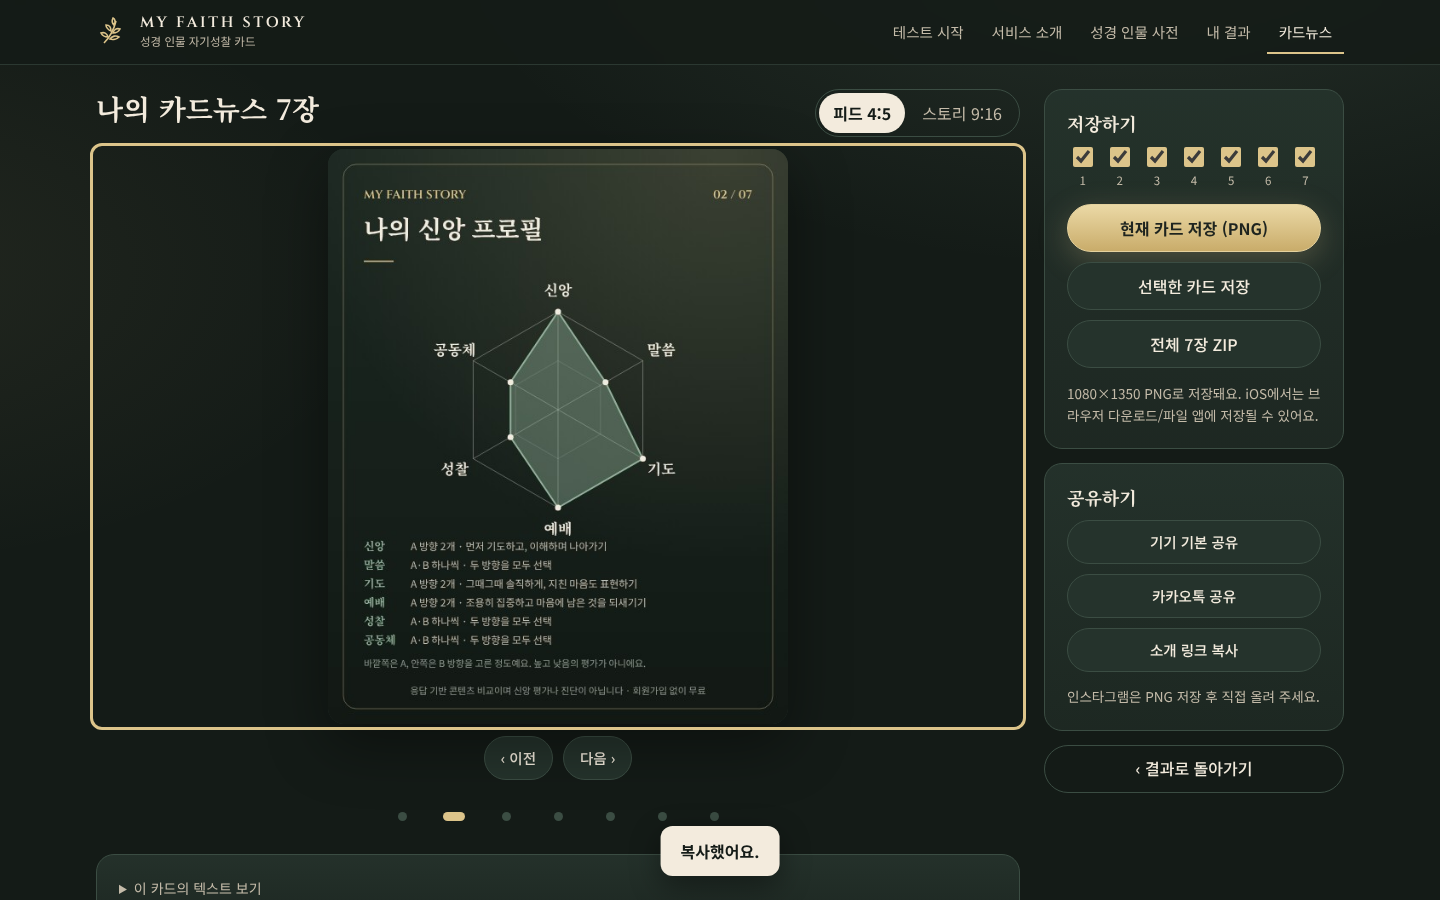 MY FAITH STORY
성경 인물 자기성찰 카드
테스트 시작
서비스 소개
성경 인물 사전
내 결과
카드뉴스
나의 카드뉴스 7장
피드 4:5
스토리 9:16
MY FAITH STORY
02 / 07
나의 신앙 프로필
신앙
공동체
말씀
성찰
기도
예배
신앙 A 방향 2개 · 먼저 기도하고, 이해하며 나아가기
말씀 A·B 하나씩 · 두 방향을 모두 선택
기도 A 방향 2개 · 그때그때 솔직하게, 지친 마음도 표현하기
예배 A 방향 2개 · 조용히 집중하고 마음에 남은 것을 되새기기
성찰 A·B 하나씩 · 두 방향을 모두 선택
공동체 A·B 하나씩 · 두 방향을 모두 선택
바깥쪽은 A, 안쪽은 B 방향을 고른 정도예요. 높고 낮음의 평가가 아니에요.
응답 기반 콘텐츠 비교이며 신앙 평가나 진단이 아닙니다 · 회원가입 없이 무료
‹ 이전
다음 ›
▶ 이 카드의 텍스트 보기
저장하기
1 2 3 4 5 6 7
현재 카드 저장 (PNG)
선택한 카드 저장
전체 7장 ZIP
1080×1350 PNG로 저장돼요. iOS에서는 브
라우저 다운로드/파일 앱에 저장될 수 있어요.
공유하기
기기 기본 공유
카카오톡 공유
소개 링크 복사
인스타그램은 PNG 저장 후 직접 올려 주세요.
‹ 결과로 돌아가기
복사했어요.